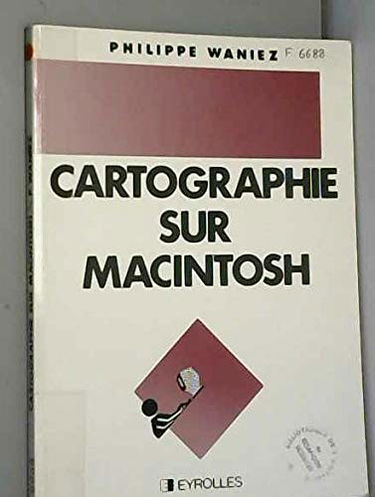 PHILIPPE WANIEZ F 6688
CARTOGRAPHIE
SUR
MACINTOSH
EYROLLES